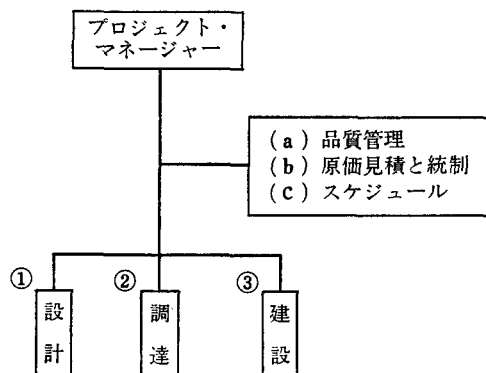 プロジェクト・
マネージャー
(a) 品質管理
(b) 原価見積と統制
(c) スケジュール
① ② ③
設計 調達 建設